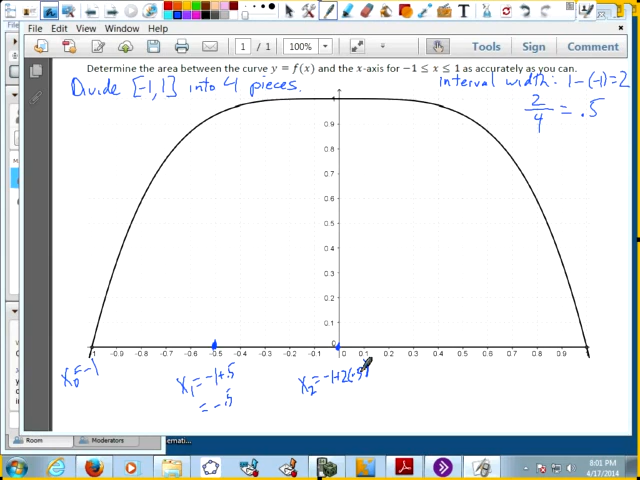 File Edit View Window Help
1 / 1 100% Tools Sign Comment
Determine the area between the curve y = f(x) and the x-axis for −1 ≤ x ≤ 1 as accurately as you can.
Divide [-1,1] into 4 pieces.
interval width: 1-(-1)=2
2/4 = .5
1
0.9
0.8
0.7
0.6
0.5
0.4
0.3
0.2
0.1
0
-1 -0.9 -0.8 -0.7 -0.6 -0.5 -0.4 -0.3 -0.2 -0.1 0 0.1 0.2 0.3 0.4 0.5 0.6 0.7 0.8 0.9 1
x₀=-1
x₁=-1+.5
=-.5
x₂=-1+2(.5)
Room Moderators
8:01 PM
4/17/2014